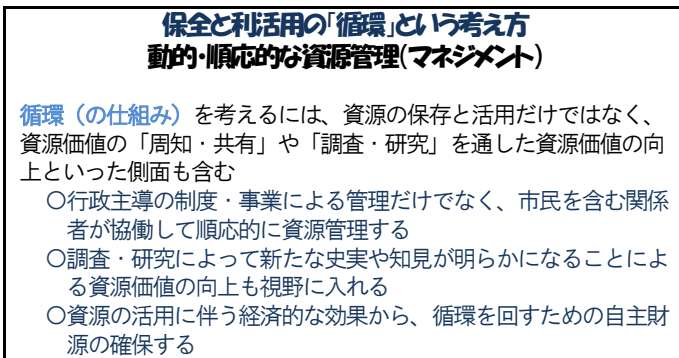 保全と利活用の「循環」という考え方
動的・順応的な資源管理(マネジメント)
循環（の仕組み）を考えるには、資源の保存と活用だけではなく、
資源価値の「周知・共有」や「調査・研究」を通した資源価値の向
上といった側面も含む
○行政主導の制度・事業による管理だけでなく、市民を含む関係
者が協働して順応的に資源管理する
○調査・研究によって新たな史実や知見が明らかになることによ
る資源価値の向上も視野に入れる
○資源の活用に伴う経済的な効果から、循環を回すための自主財
源の確保する